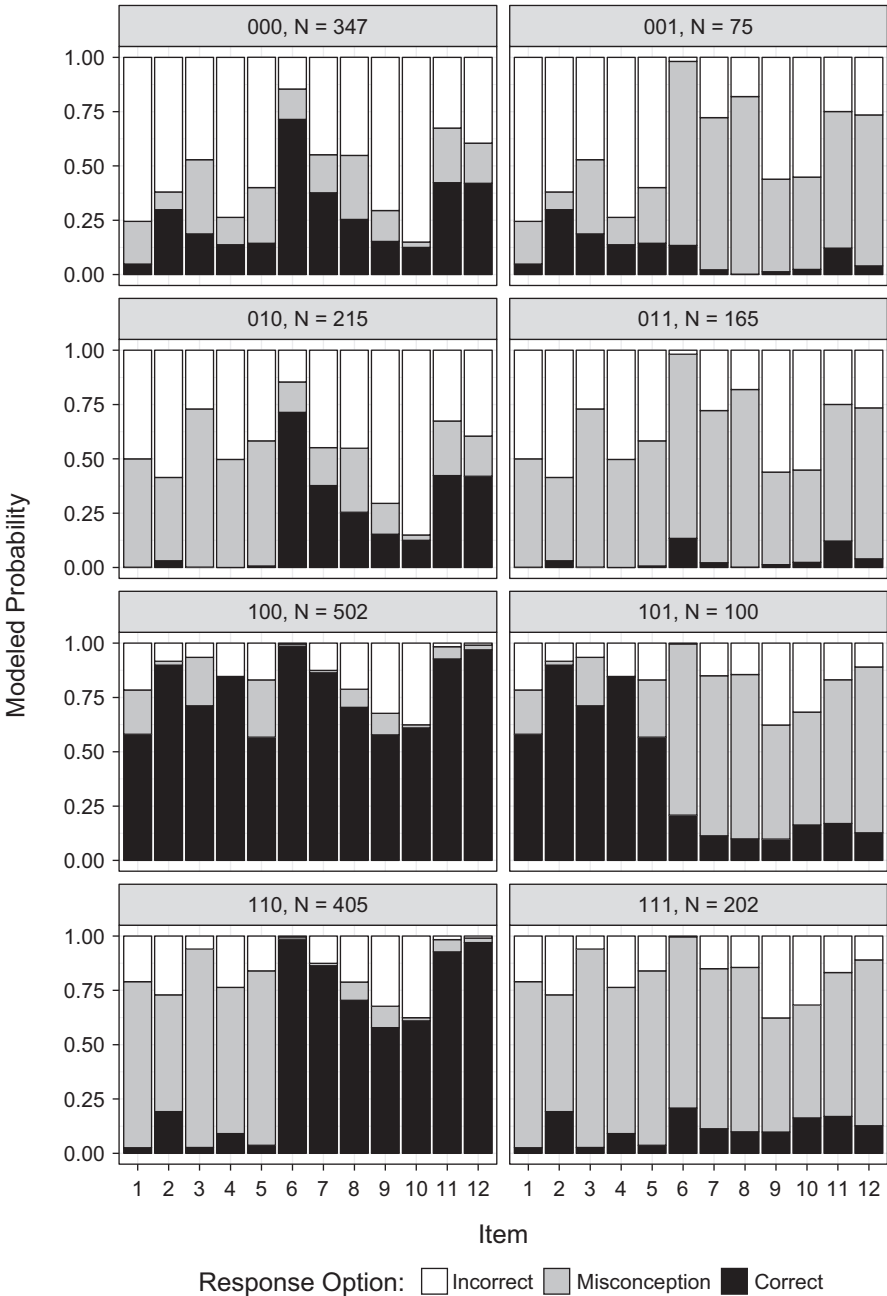 000, N = 347
001, N = 75
1.00
0.75
0.50
0.25
0.00
010, N = 215
011, N = 165
1.00
0.75
0.50
0.25
0.00
100, N = 502
101, N = 100
1.00
0.75
0.50
0.25
0.00
110, N = 405
111, N = 202
1.00
0.75
0.50
0.25
0.00
Modeled Probability
1 2 3 4 5 6 7 8 9 10 11 12
1 2 3 4 5 6 7 8 9 10 11 12
Item
Response Option: Incorrect Misconception Correct